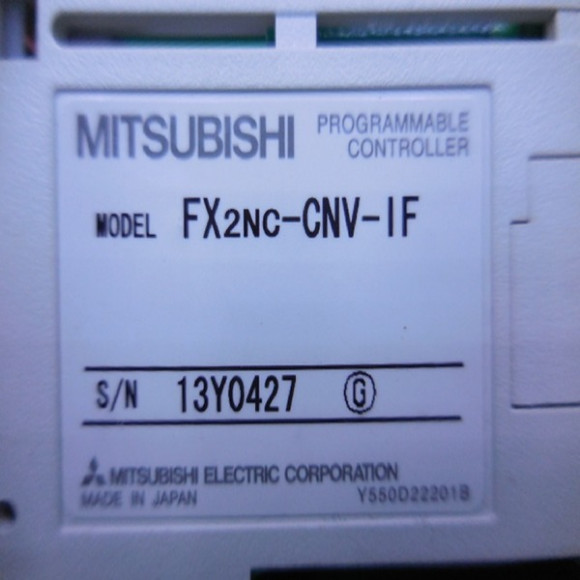 MITSUBISHI PROGRAMMABLE CONTROLLER
MODEL FX2NC-CNV-IF
S/N 13Y0427 G
MITSUBISHI ELECTRIC CORPORATION
MADE IN JAPAN Y550D22201B